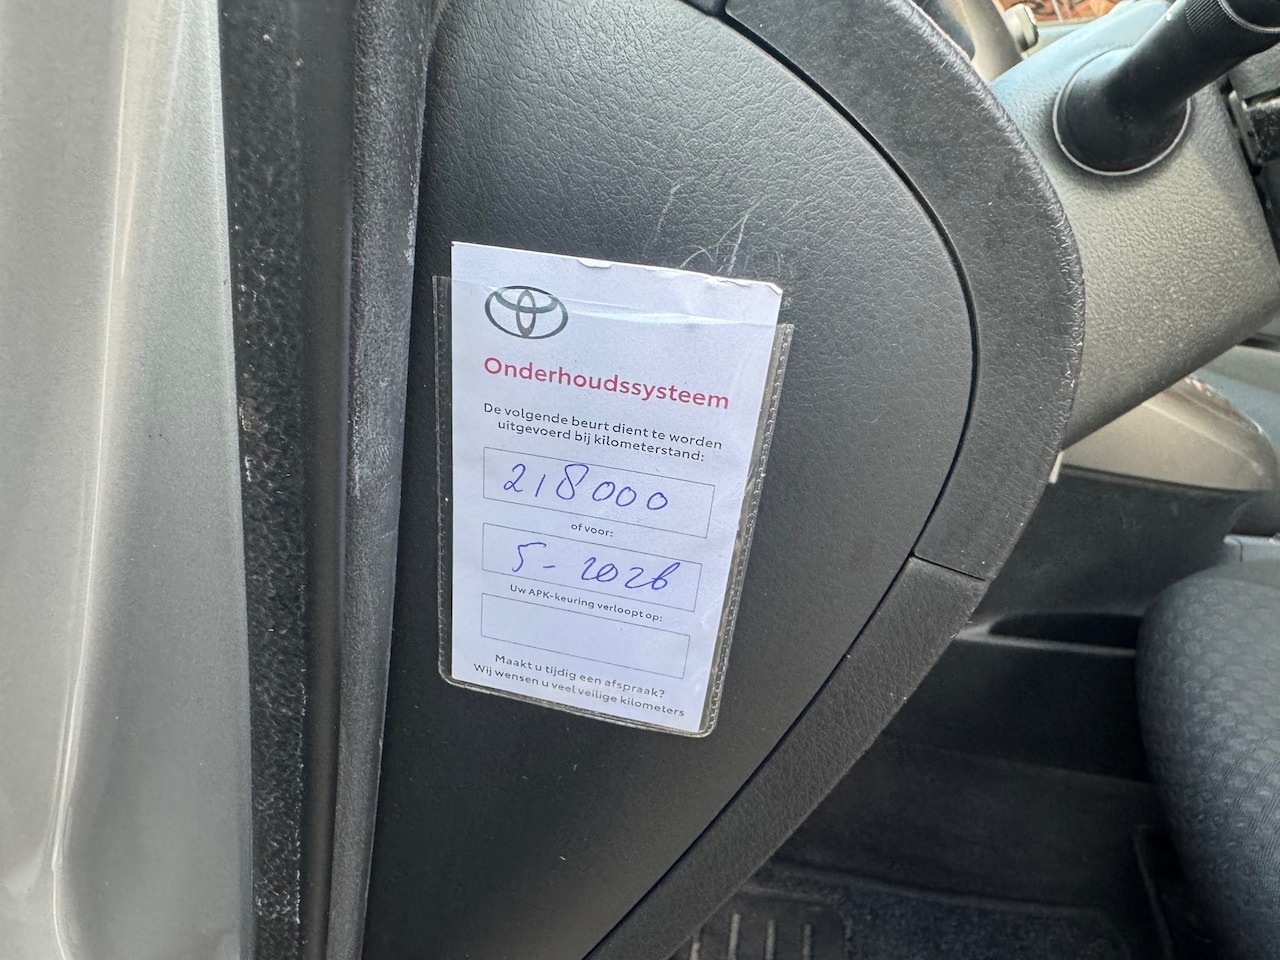 Onderhoudssysteem
De volgende beurt dient te worden
uitgevoerd bij kilometerstand:
218000
of voor:
5-2026
Uw APK-keuring verloopt op:
Maakt u tijdig een afspraak?
Wij wensen u veel veilige kilometers